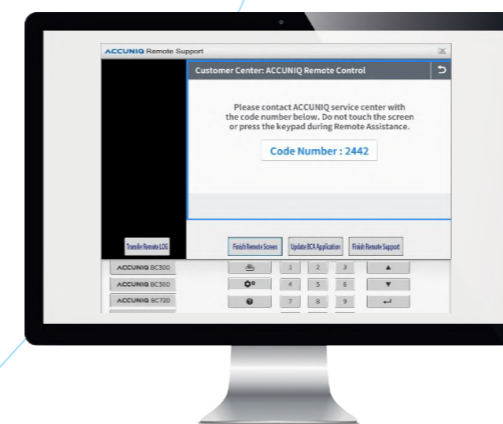 ACCUNIQ Remote Support
Customer Center: ACCUNIQ Remote Control
Please contact ACCUNIQ service center with
the code number below. Do not touch the screen
or press the keypad during Remote Assistance.
Code Number : 2442
Transfer Remote LOG
Finish Remote Screen
Update BCA Application
Finish Remote Support
ACCUNIQ BC300
1 2 3
ACCUNIQ BC360
4 5 6
ACCUNIQ BC720
7 8 9